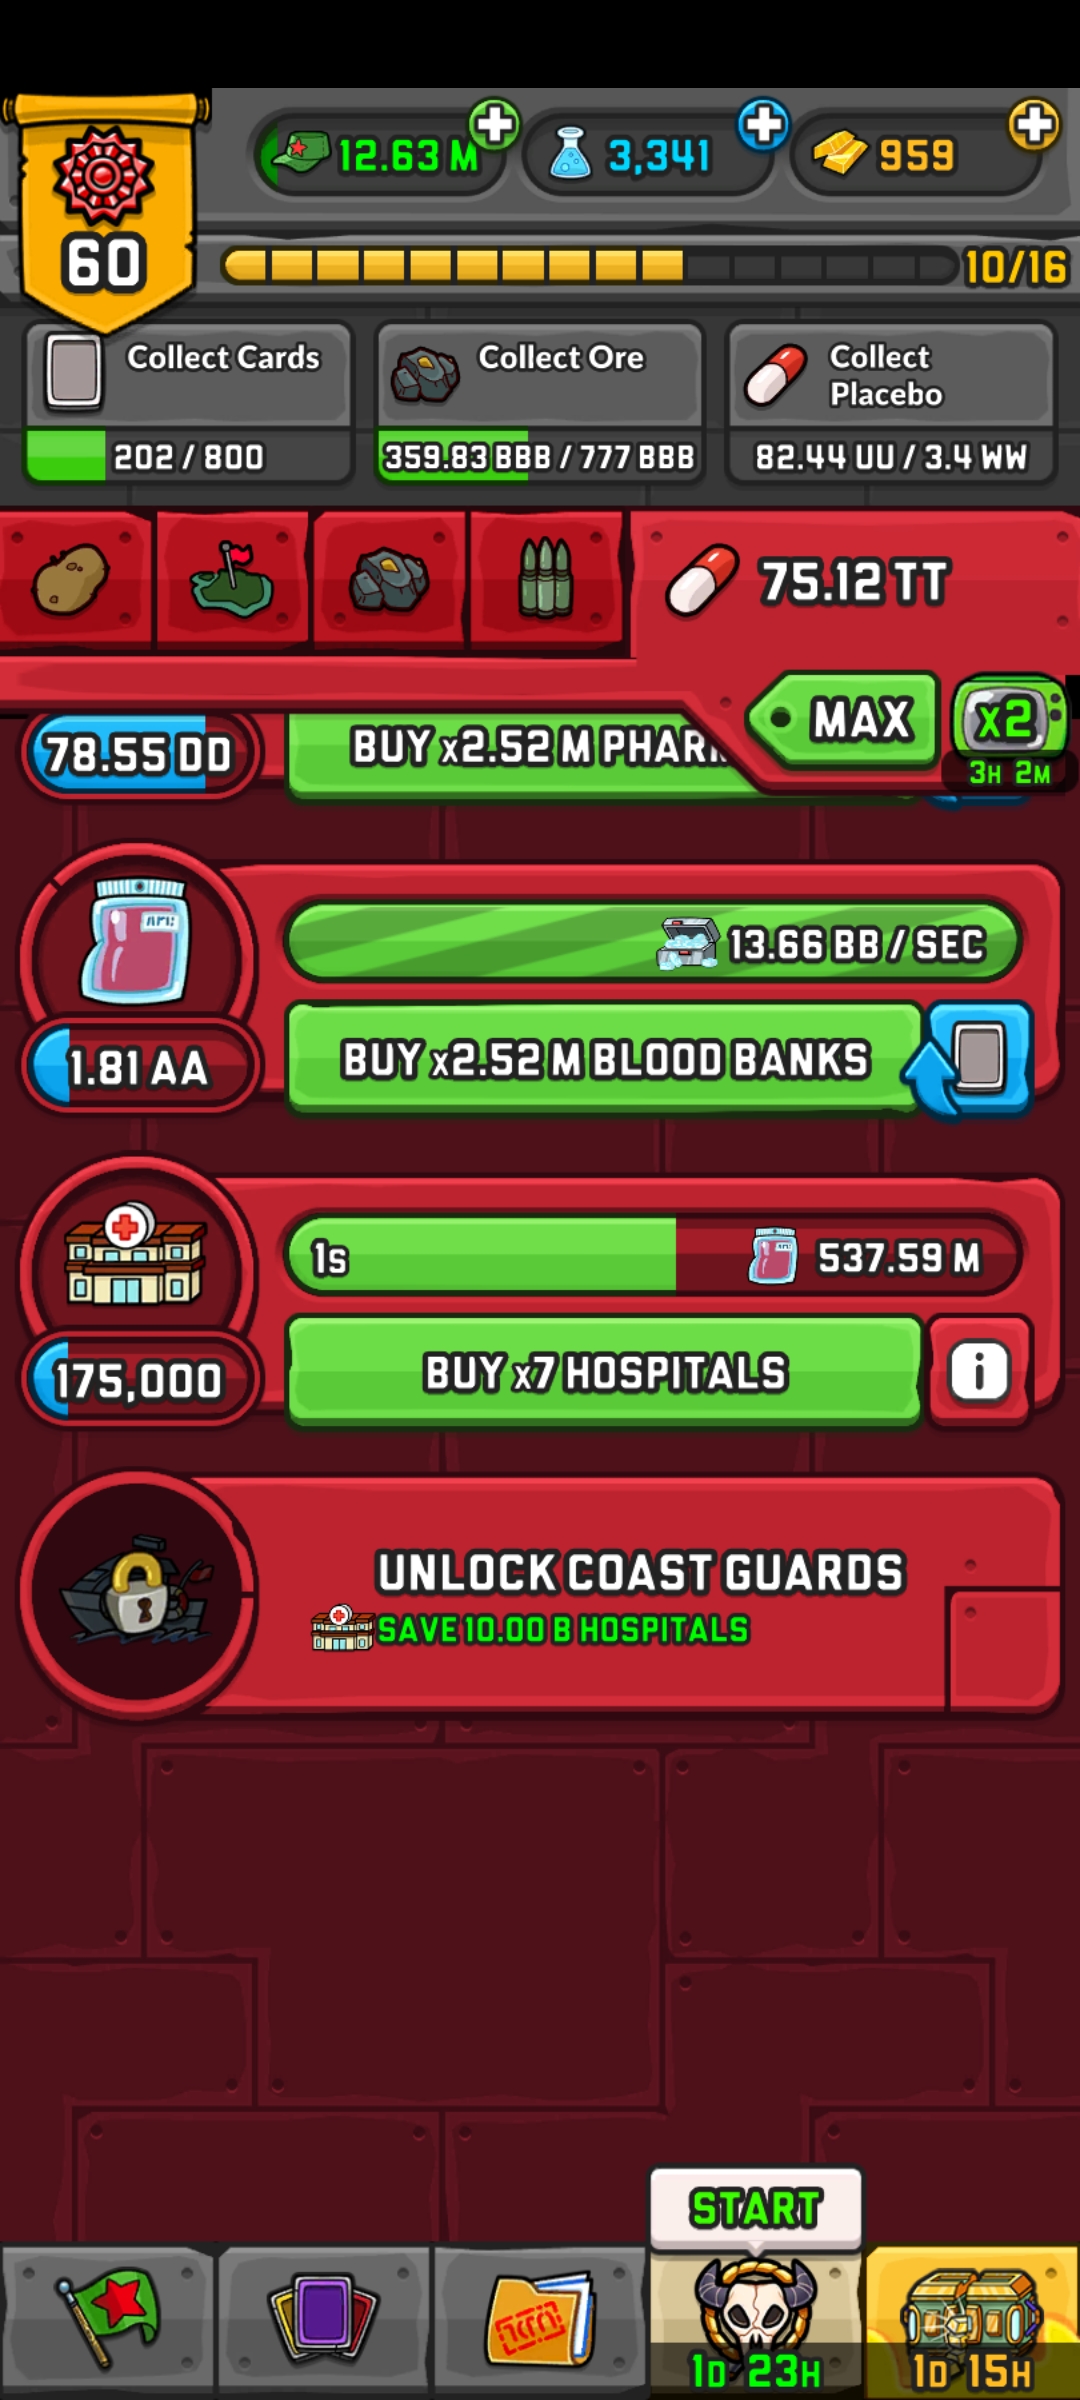 12.63 M
3,341
959
60
10/16
Collect Cards
202 / 800
Collect Ore
359.83 BBB / 777 BBB
Collect
Placebo
82.44 UU / 3.4 WW
75.12 TT
MAX
x2
3H 2M
78.55 DD
BUY x2.52 M
13.66 BB / SEC
1.81 AA
BUY x2.52 M BLOOD BANKS
1s
537.59 M
175,000
BUY x7 HOSPITALS
i
UNLOCK COAST GUARDS
SAVE 10.00 B HOSPITALS
START
1D 23H
1D 15H